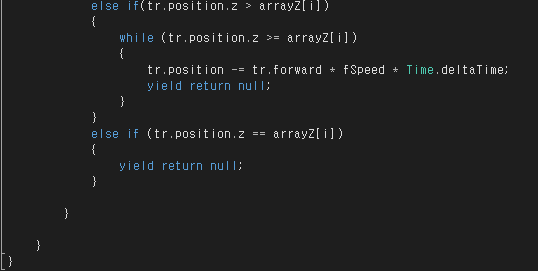 else if(tr.position.z > arrayZ[i])
{
while (tr.position.z >= arrayZ[i])
{
tr.position -= tr.forward * fSpeed * Time.deltaTime;
yield return null;
}
}
else if (tr.position.z == arrayZ[i])
{
yield return null;
}
}
}
}